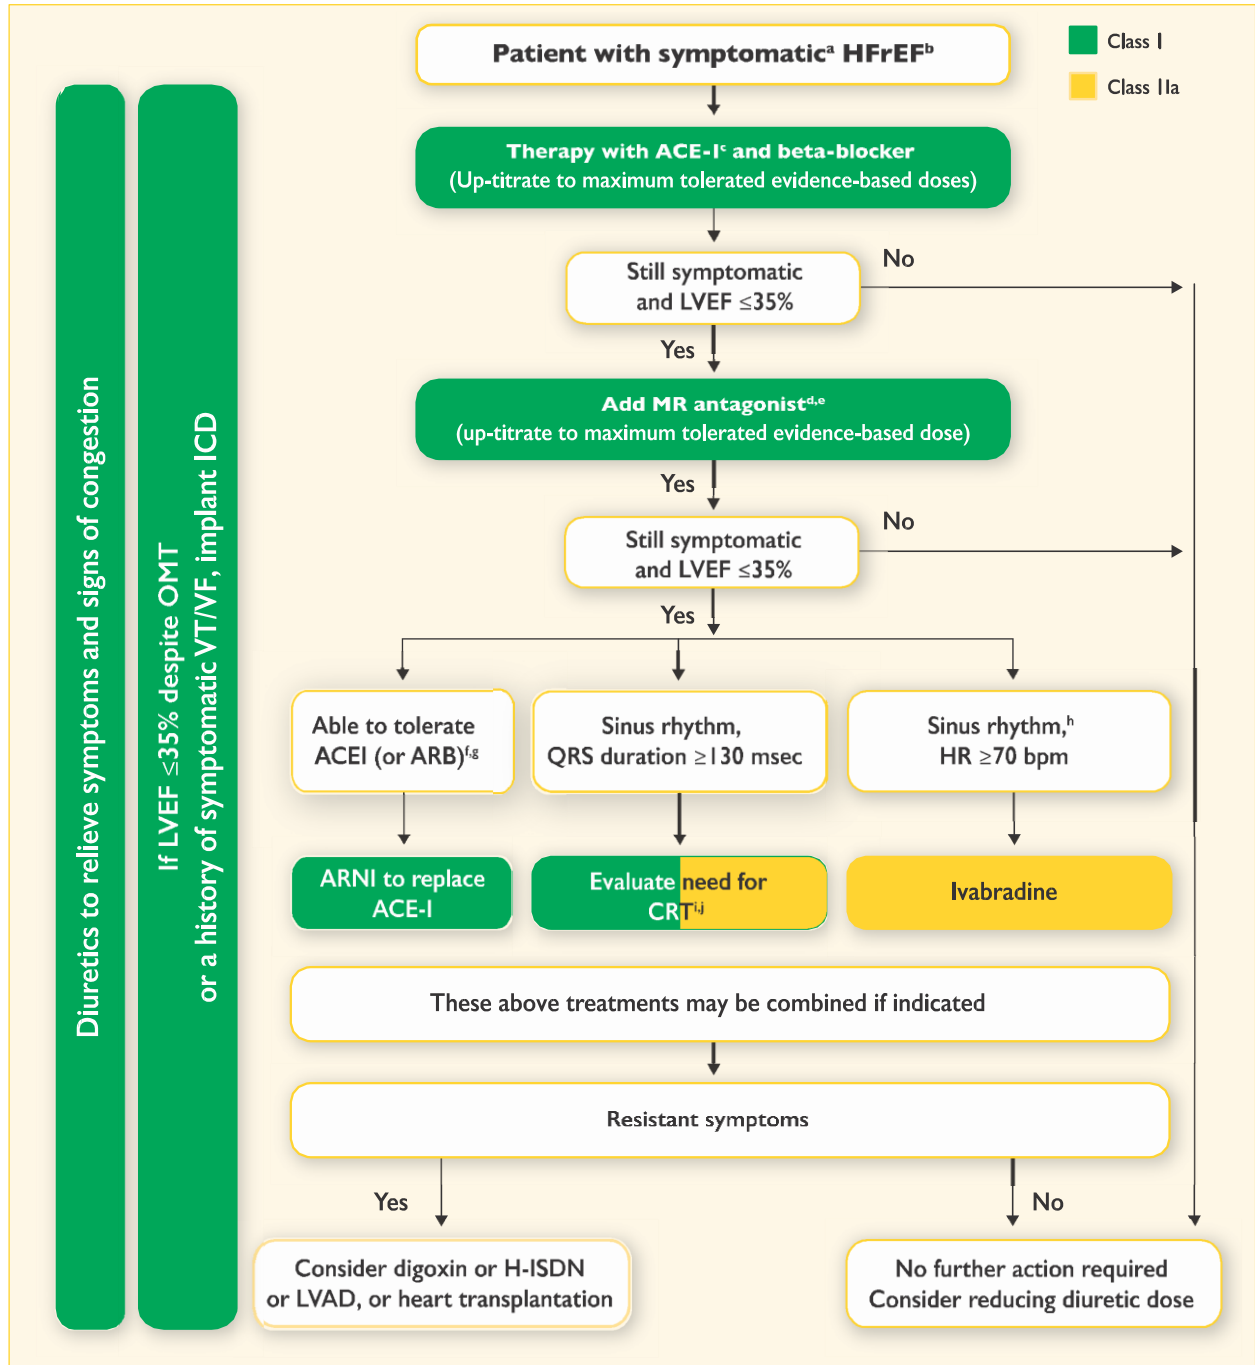 Patient with symptomaticᵃ HFrEFᵇ
Class I
Class IIa
Therapy with ACE-Iᶜ and beta-blocker
(Up-titrate to maximum tolerated evidence-based doses)
Still symptomatic
and LVEF ≤35%
No
Yes
Add MR antagonistᵈ,ᵉ
(up-titrate to maximum tolerated evidence-based dose)
Yes
Still symptomatic
and LVEF ≤35%
No
Yes
Able to tolerate
ACEI (or ARB)ᶠ,ᵍ
Sinus rhythm,
QRS duration ≥130 msec
Sinus rhythm,ʰ
HR ≥70 bpm
ARNI to replace
ACE-I
Evaluate need for
CRTⁱ,ʲ
Ivabradine
These above treatments may be combined if indicated
Resistant symptoms
Yes
No
Consider digoxin or H-ISDN
or LVAD, or heart transplantation
No further action required
Consider reducing diuretic dose
Diuretics to relieve symptoms and signs of congestion
If LVEF ≤35% despite OMT
or a history of symptomatic VT/VF, implant ICD